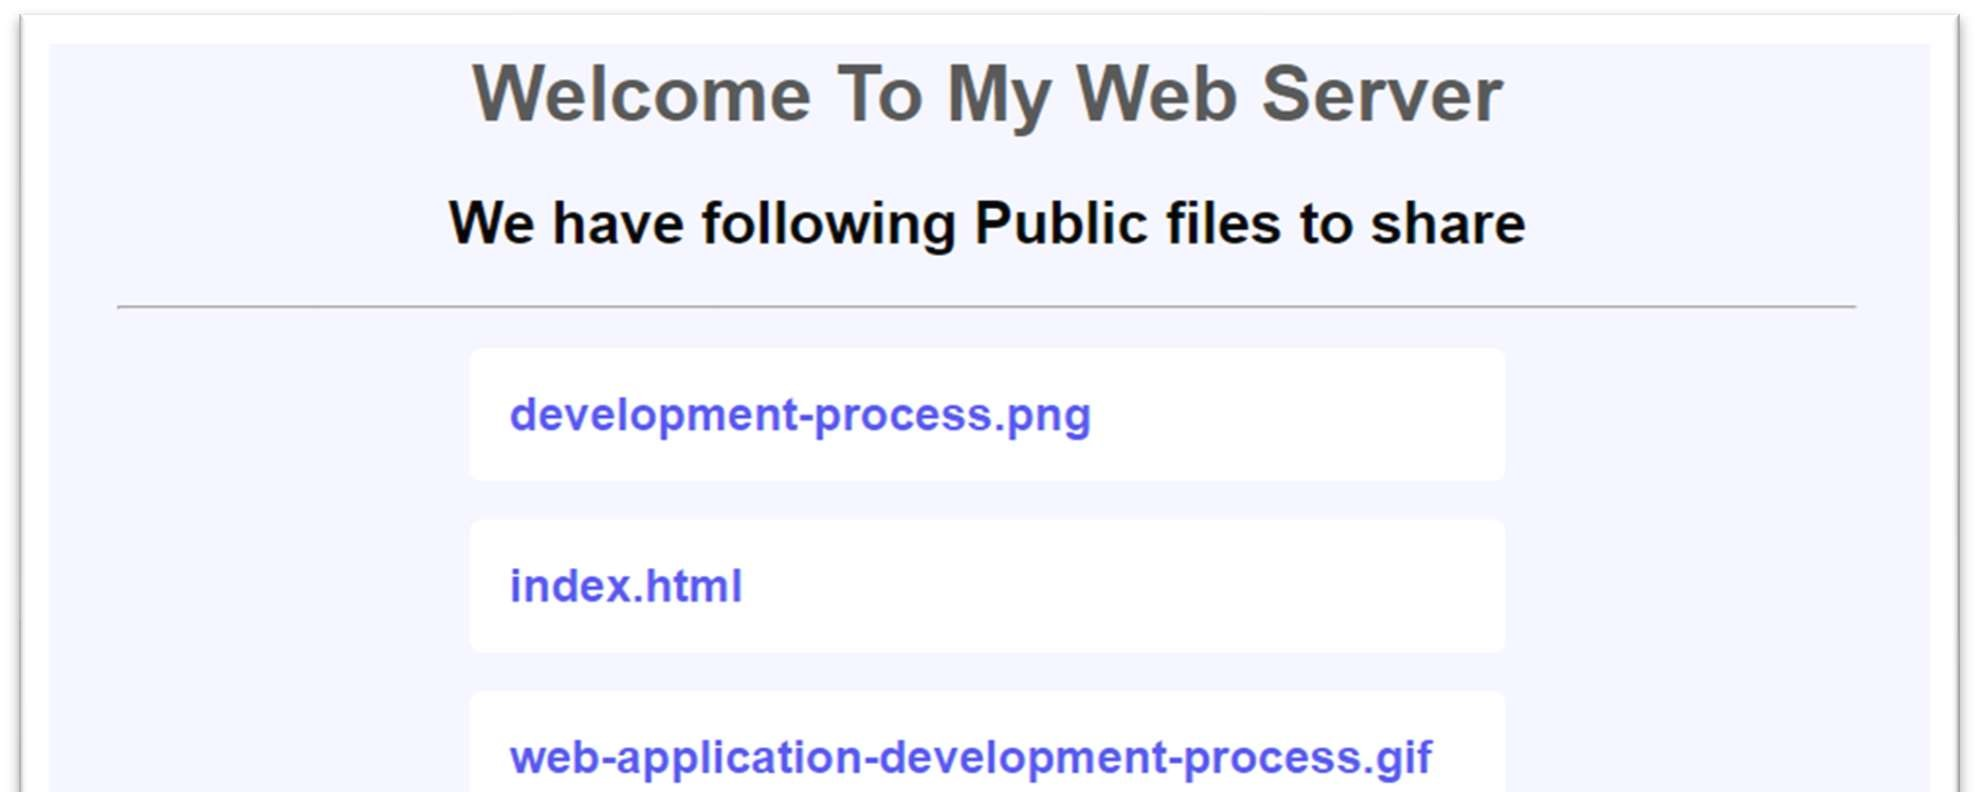 Welcome To My Web Server
We have following Public files to share
development-process.png
index.html
web-application-development-process.gif